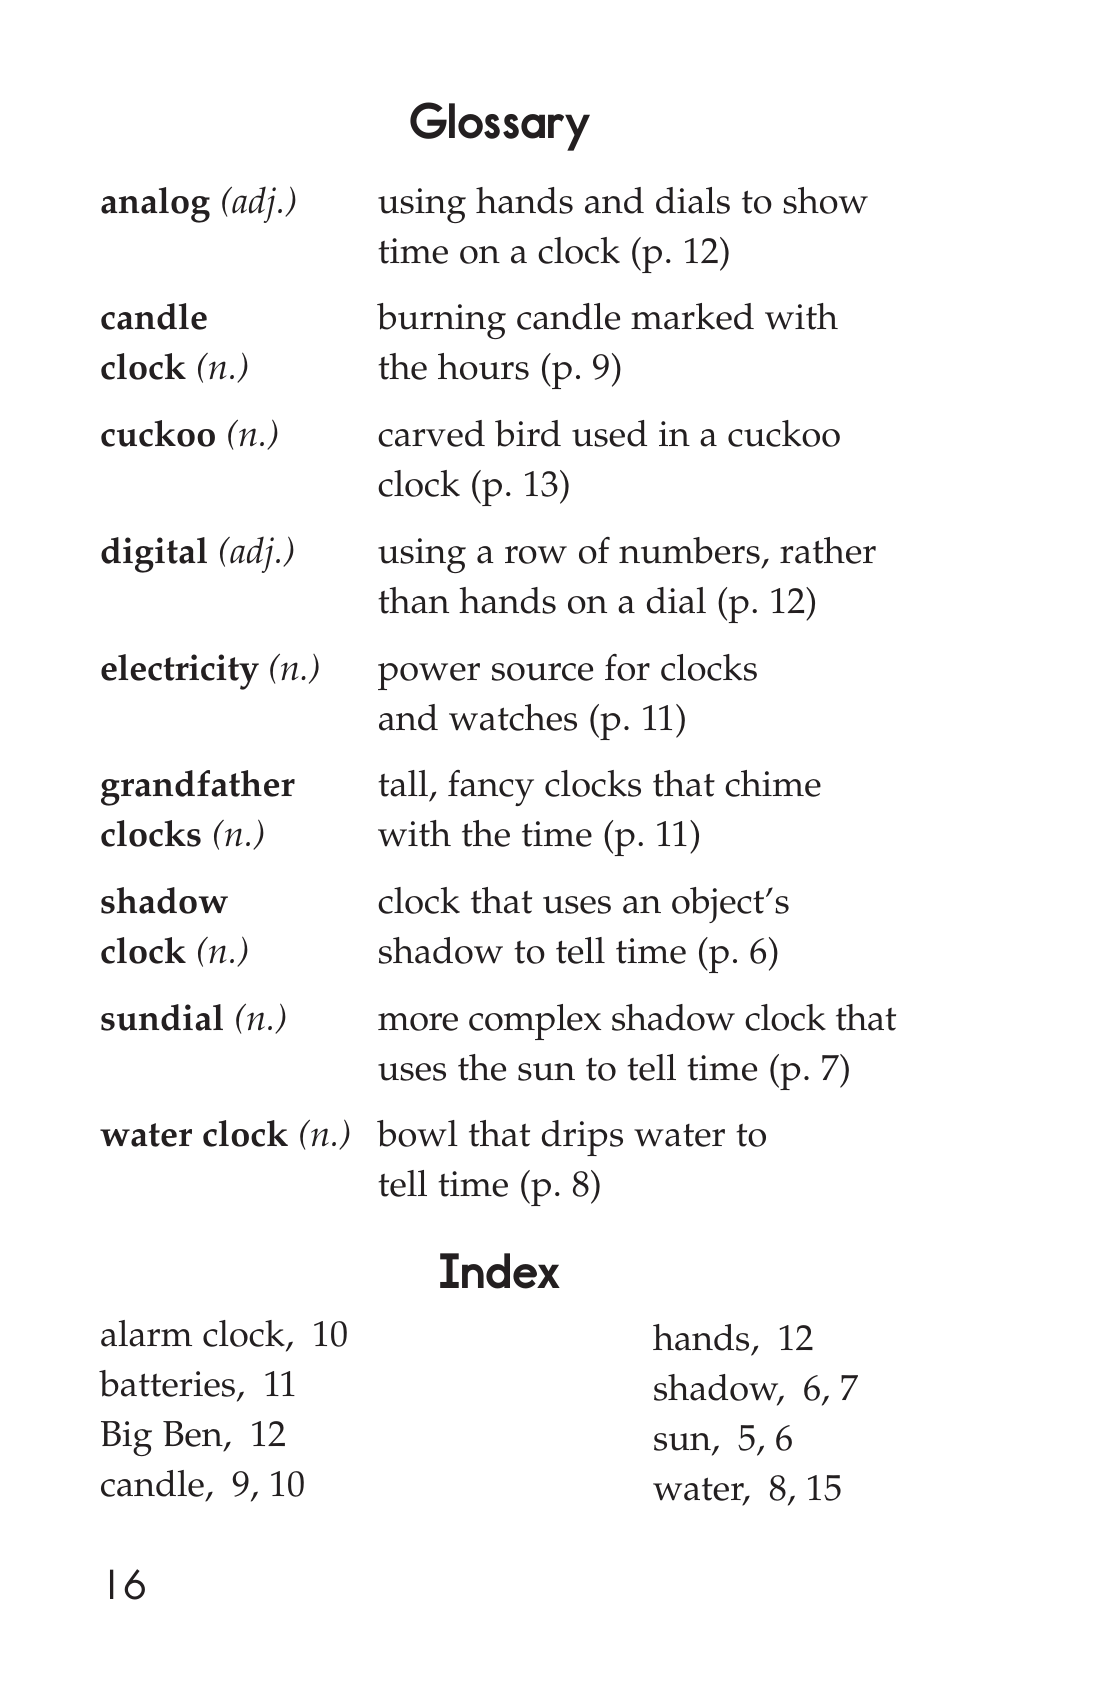 Glossary
analog (adj.) using hands and dials to show
time on a clock (p. 12)
candle burning candle marked with
clock (n.) the hours (p. 9)
cuckoo (n.) carved bird used in a cuckoo
clock (p. 13)
digital (adj.) using a row of numbers, rather
than hands on a dial (p. 12)
electricity (n.) power source for clocks
and watches (p. 11)
grandfather tall, fancy clocks that chime
clocks (n.) with the time (p. 11)
shadow clock that uses an object’s
clock (n.) shadow to tell time (p. 6)
sundial (n.) more complex shadow clock that
uses the sun to tell time (p. 7)
water clock (n.) bowl that drips water to
tell time (p. 8)
Index
alarm clock, 10
batteries, 11
Big Ben, 12
candle, 9, 10
hands, 12
shadow, 6, 7
sun, 5, 6
water, 8, 15
16